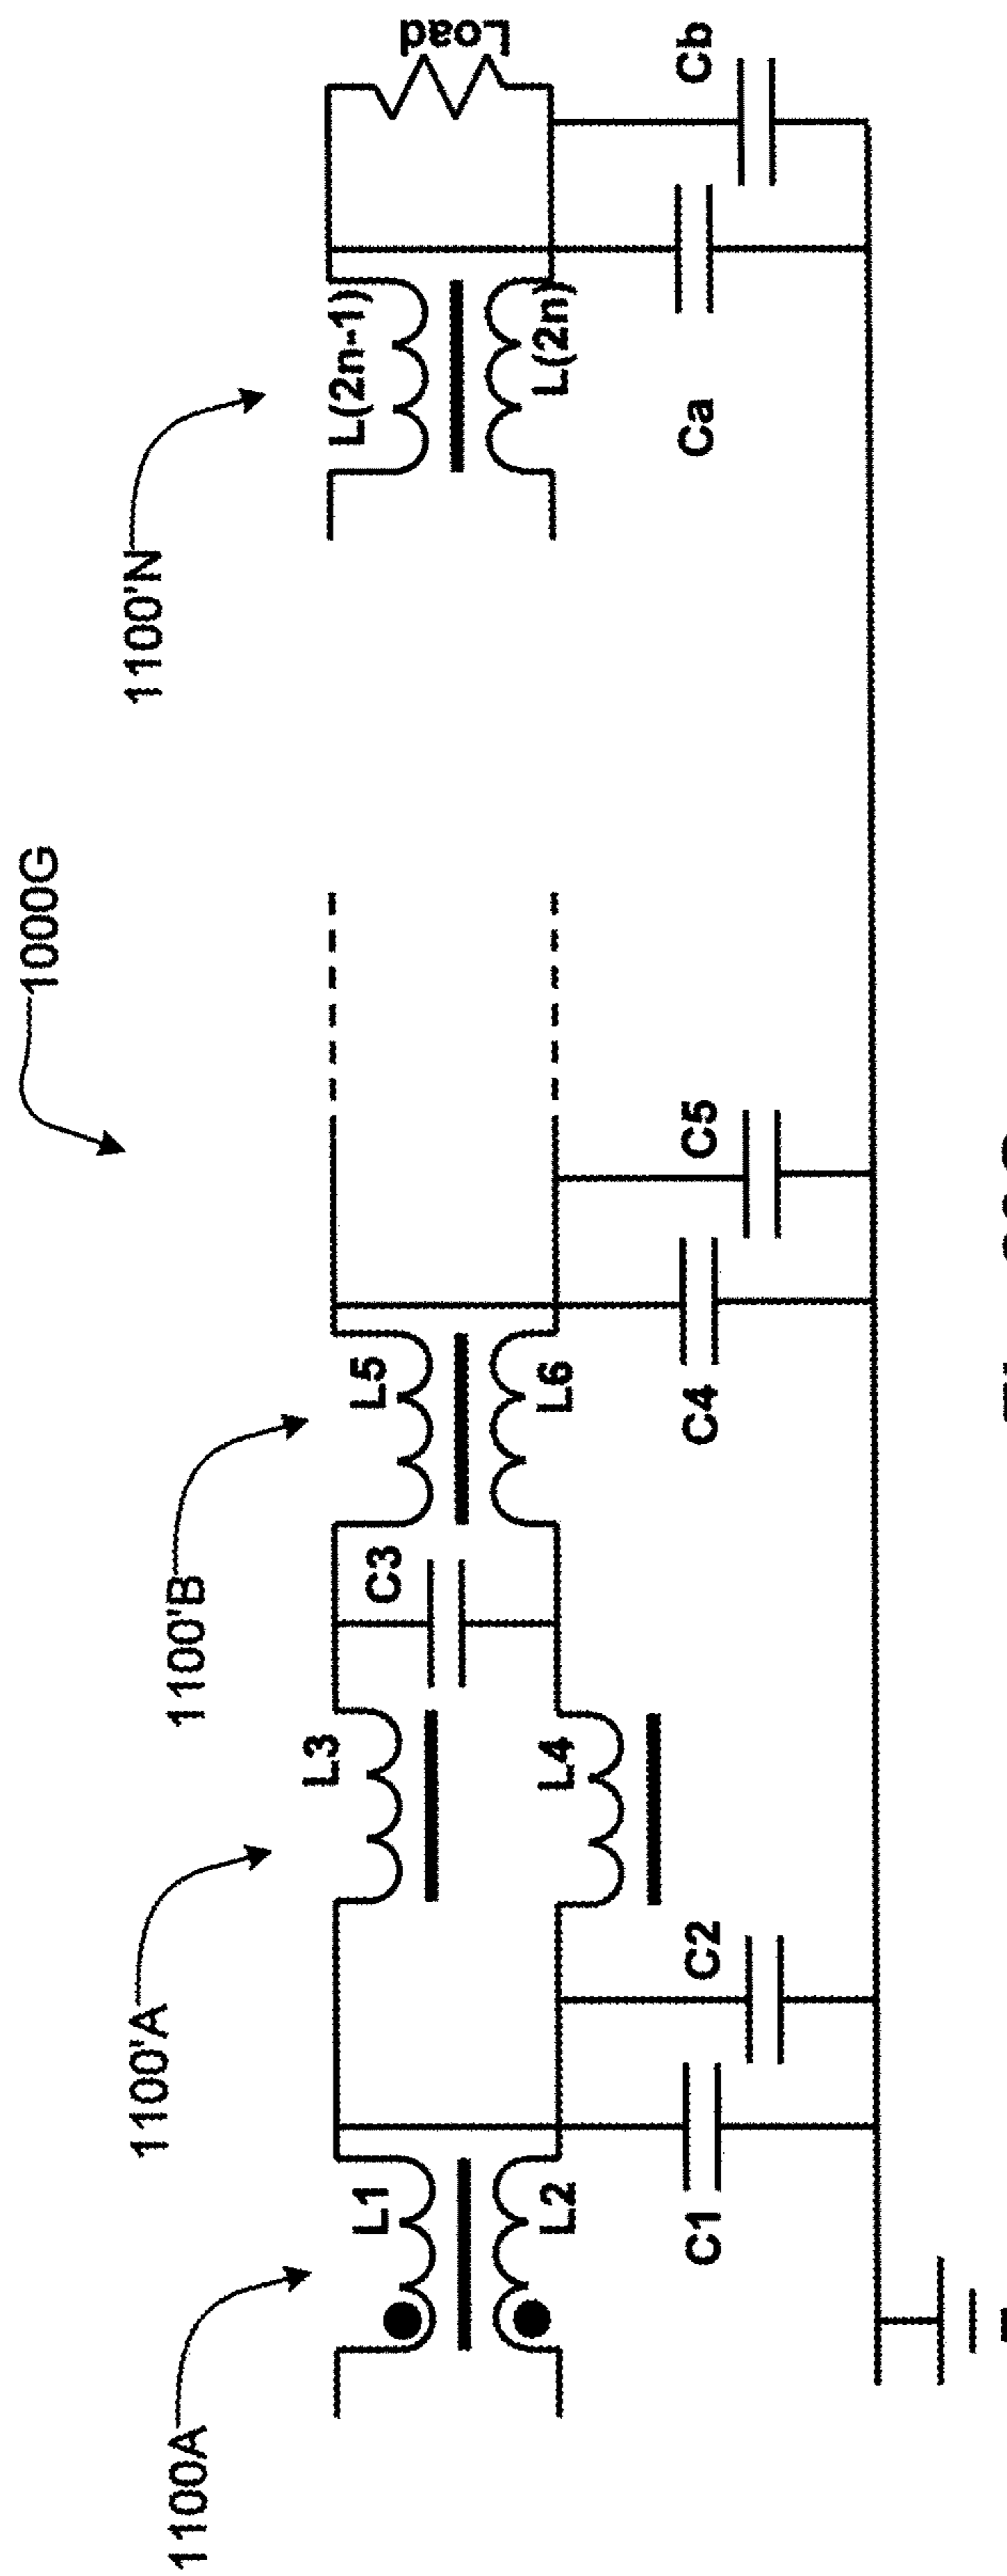 1000G
1100A
1100'A
1100'B
1100'N
L1
L2
L3
L4
C3
L5
L6
L(2n-1)
L(2n)
Load
C1
C2
C4
C5
Ca
Cb